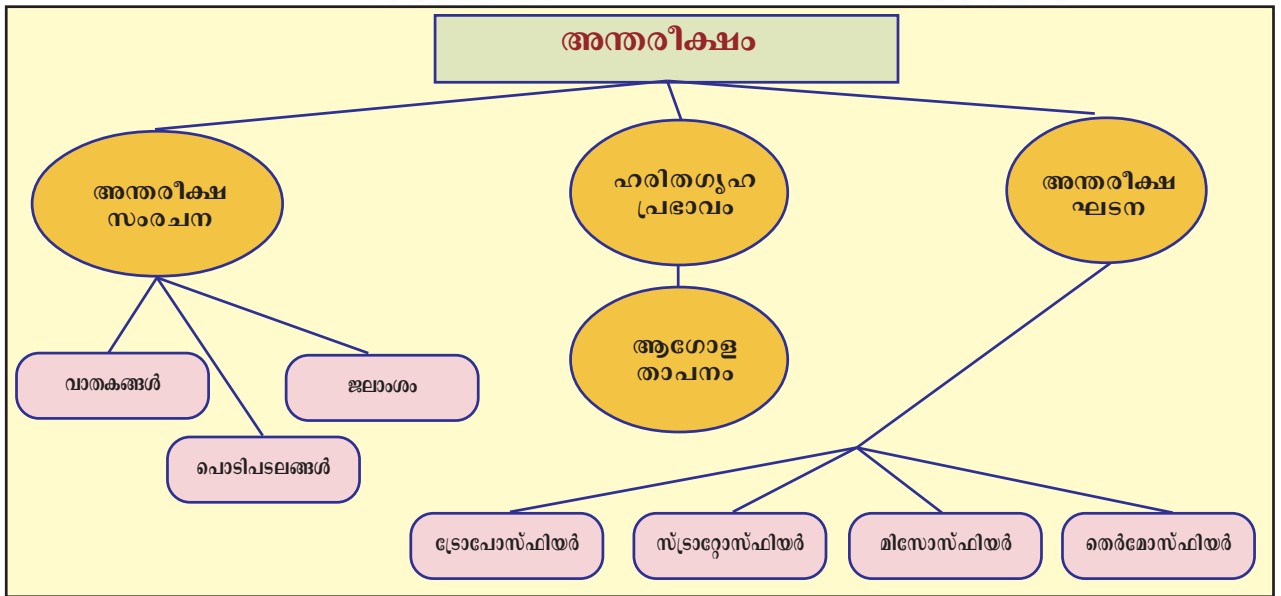 അന്തരീക്ഷം
അന്തരീക്ഷ
സംരചന
ഹരിതഗൃഹ
പ്രഭാവം
അന്തരീക്ഷ
ഘടന
ആഗോള
താപനം
വാതകങ്ങൾ
ജലാംശം
പൊടിപടലങ്ങൾ
ട്രോപോസ്ഫിയർ
സ്ട്രാറ്റോസ്ഫിയർ
മിസോസ്ഫിയർ
തെർമോസ്ഫിയർ